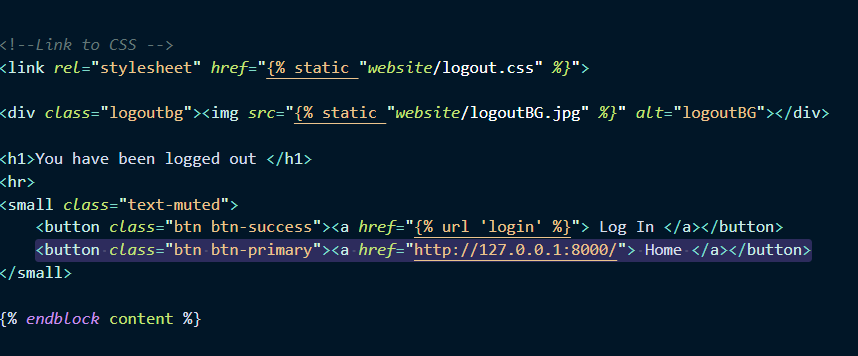 <!--Link to CSS -->
<link rel="stylesheet" href="{% static "website/logout.css" %}">
<div class="logoutbg"><img src="{% static "website/logoutBG.jpg" %}" alt="logoutBG"></div>
<h1>You have been logged out </h1>
<hr>
<small class="text-muted">
<button class="btn btn-success"><a href="{% url 'login' %}"> Log In </a></button>
<button class="btn btn-primary"><a href="http://127.0.0.1:8000/"> Home </a></button>
</small>
{% endblock content %}